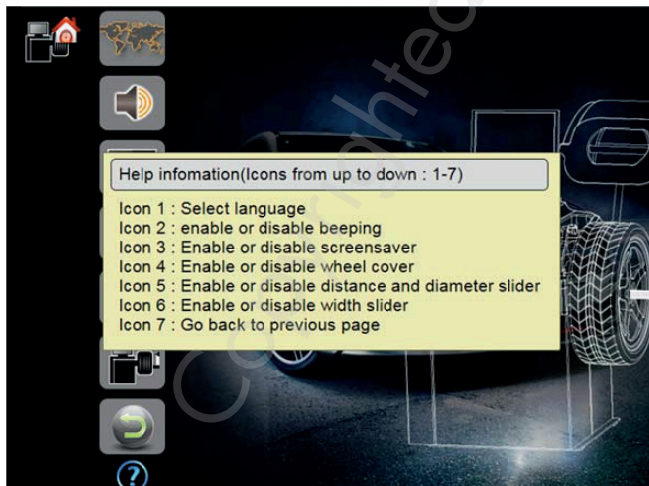 Help infomation(Icons from up to down : 1-7)
Icon 1 : Select language
Icon 2 : enable or disable beeping
Icon 3 : Enable or disable screensaver
Icon 4 : Enable or disable wheel cover
Icon 5 : Enable or disable distance and diameter slider
Icon 6 : Enable or disable width slider
Icon 7 : Go back to previous page
?